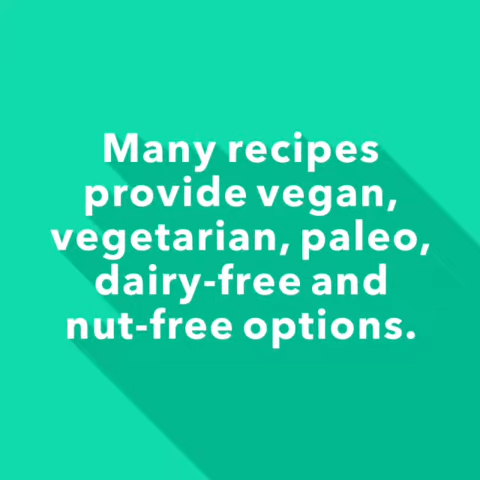 Many recipes
provide vegan,
vegetarian, paleo,
dairy-free and
nut-free options.